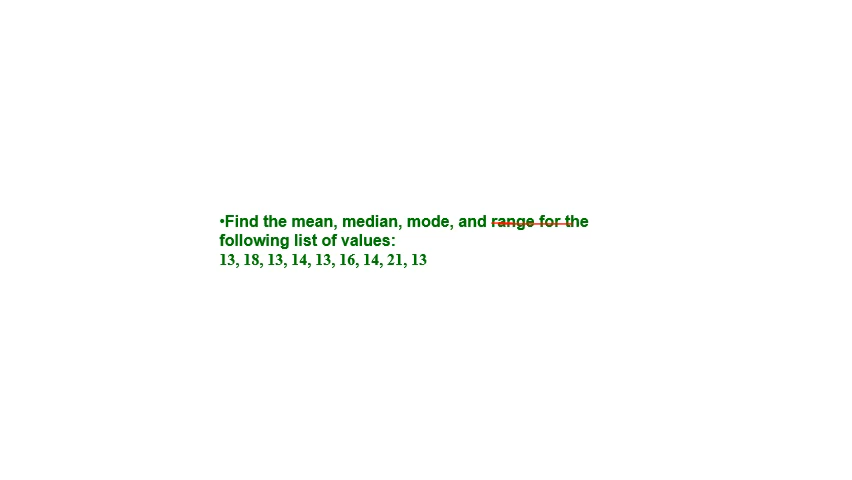 •Find the mean, median, mode, and range for the
following list of values:
13, 18, 13, 14, 13, 16, 14, 21, 13